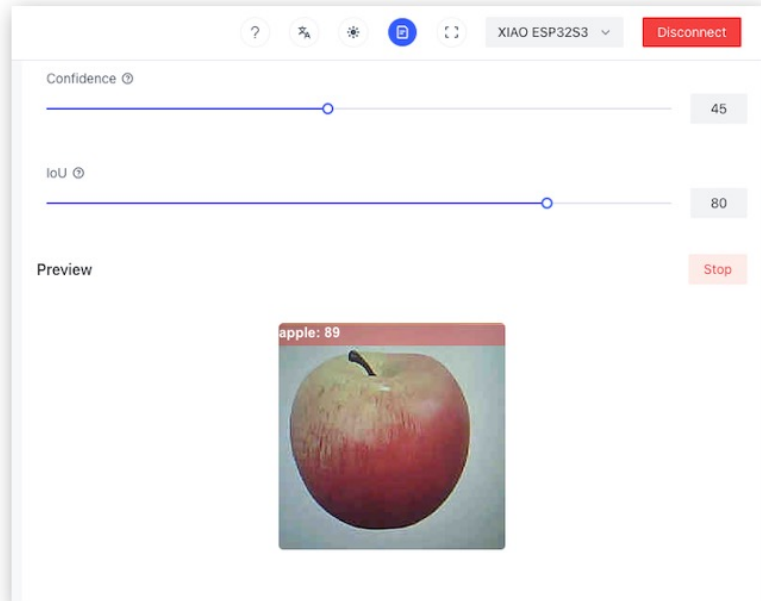 XIAO ESP32S3
Disconnect
Confidence
45
IoU
80
Preview
Stop
apple: 89